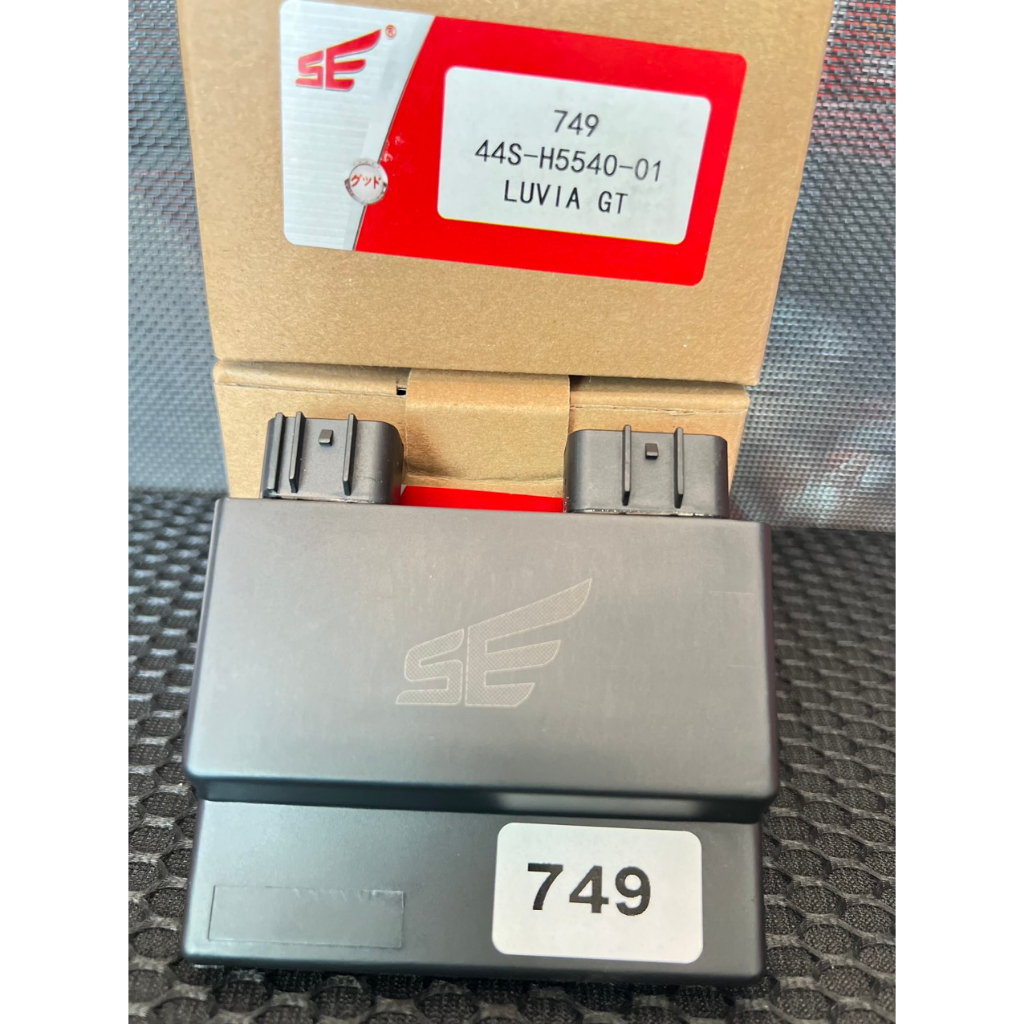 SE®
749
44S-H5540-01
LUVIA GT
グッド
SE
749